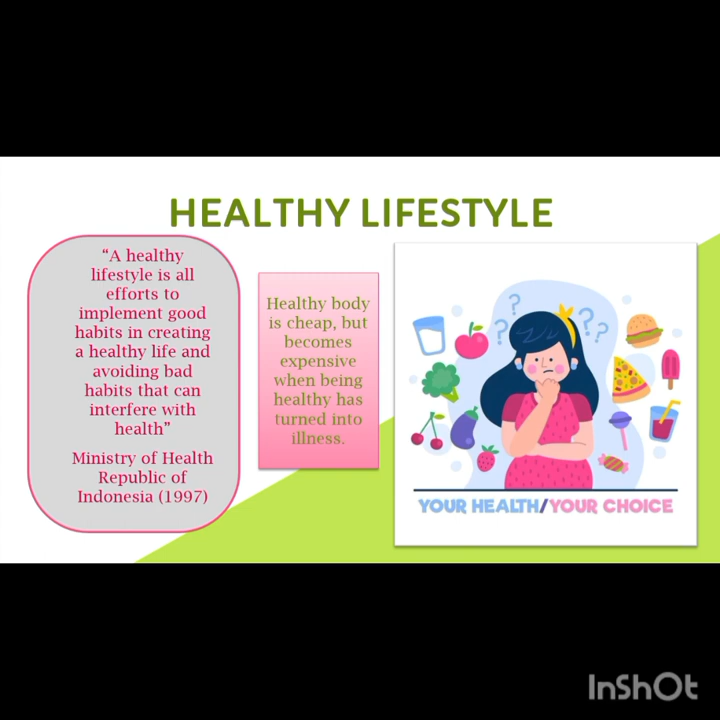 HEALTHY LIFESTYLE
“A healthy
lifestyle is all
efforts to
implement good
habits in creating
a healthy life and
avoiding bad
habits that can
interfere with
health”
Ministry of Health
Republic of
Indonesia (1997)
Healthy body
is cheap, but
becomes
expensive
when being
healthy has
turned into
illness.
? ? ? ?
YOUR HEALTH/YOUR CHOICE
InShOt